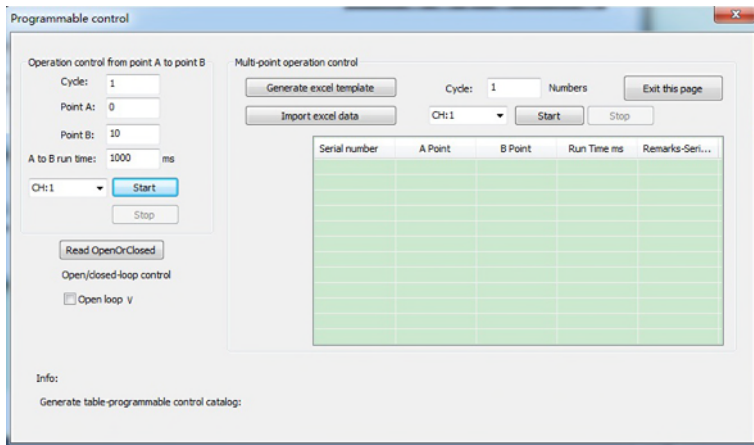 Programmable control
Operation control from point A to point B
Cycle: 1
Point A: 0
Point B: 10
A to B run time: 1000 ms
CH:1 Start
Stop
Read OpenOrClosed
Open/closed-loop control
Open loop V
Multi-point operation control
Generate excel template Cycle: 1 Numbers Exit this page
Import excel data CH:1 Start Stop
Serial number A Point B Point Run Time ms Remarks-Seri...
Info:
Generate table-programmable control catalog: